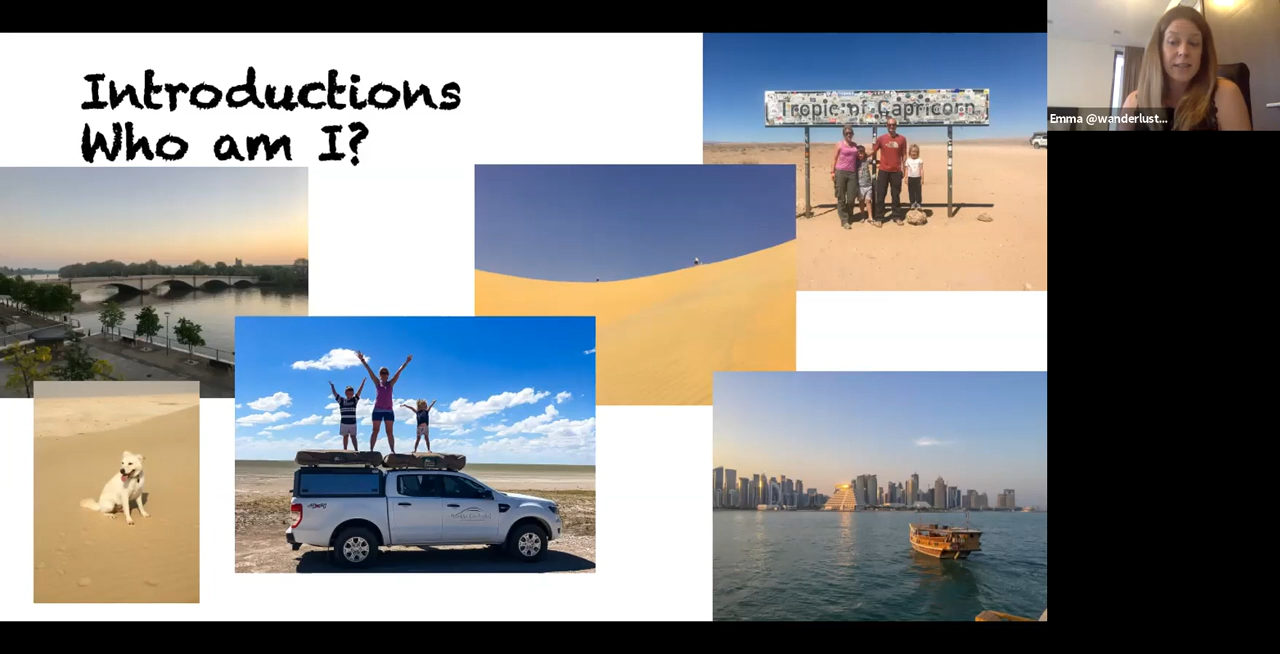 Introductions
Who am I?
Tropic of Capricorn
Emma @wanderlust...